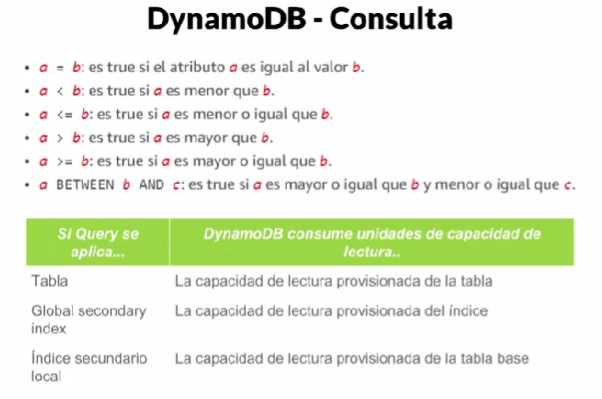 DynamoDB - Consulta
• a = b: es true si el atributo a es igual al valor b.
• a < b: es true si a es menor que b.
• a <= b: es true si a es menor o igual que b.
• a > b: es true si a es mayor que b.
• a >= b: es true si a es mayor o igual que b.
• a BETWEEN b AND c: es true si a es mayor o igual que b y menor o igual que c.
Si Query se
aplica...
DynamoDB consume unidades de capacidad de
lectura..
Tabla
La capacidad de lectura provisionada de la tabla
Global secondary
index
La capacidad de lectura provisionada del índice
Índice secundario
local
La capacidad de lectura provisionada de la tabla base